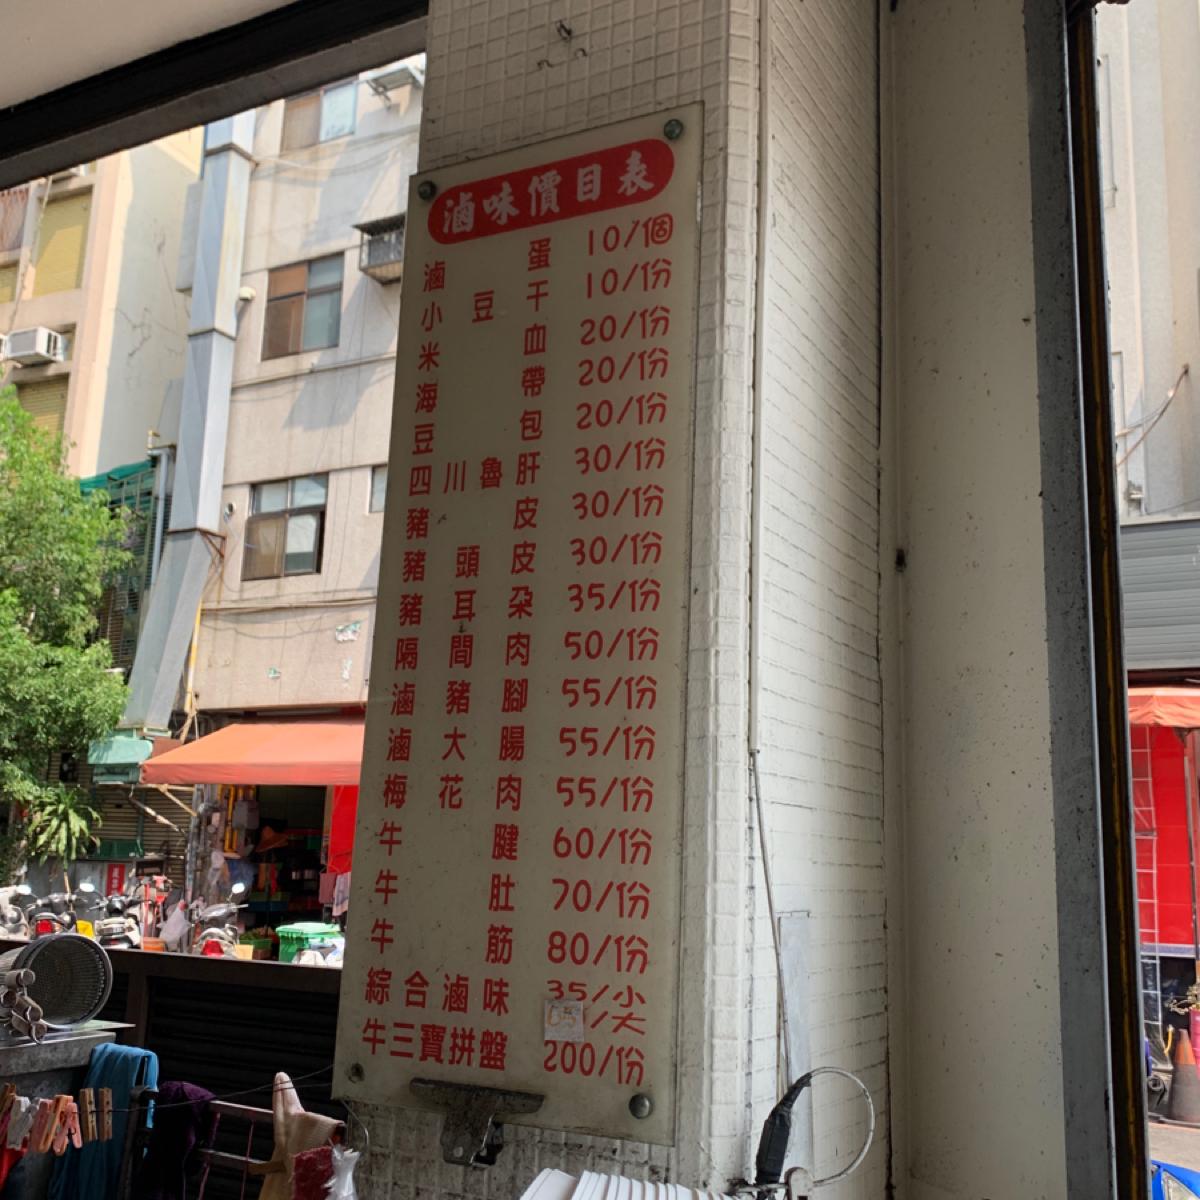 滷味價目表
滷蛋 10/個
小豆干 10/份
米血 20/份
海帶 20/份
豆包 20/份
四川魯肝 30/份
豬皮 30/份
豬頭皮 30/份
豬耳朵 35/份
隔間肉 50/份
滷豬腳 55/份
滷大腸 55/份
梅花肉 55/份
牛腱 60/份
牛肚 70/份
牛筋 80/份
綜合滷味 35/小
65/大
牛三寶拼盤 200/份